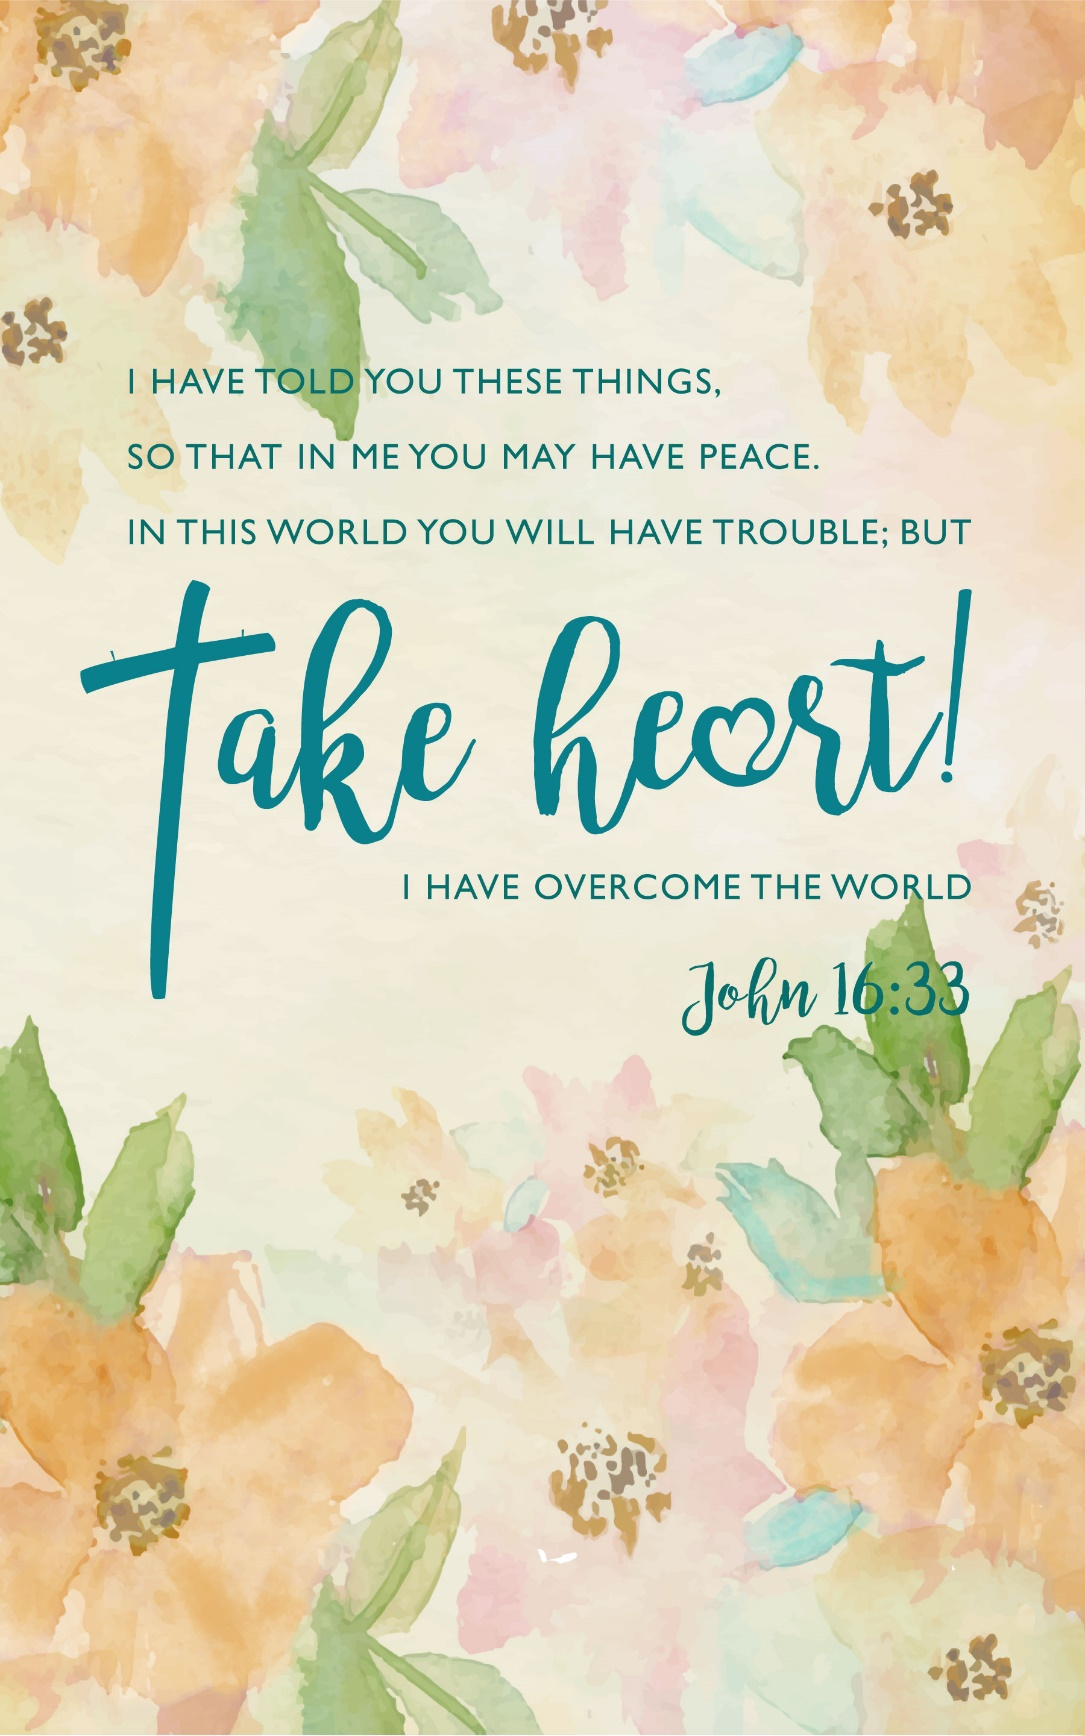 I HAVE TOLD YOU THESE THINGS,
SO THAT IN ME YOU MAY HAVE PEACE.
IN THIS WORLD YOU WILL HAVE TROUBLE; BUT
Take heart!
I HAVE OVERCOME THE WORLD
John 16:33